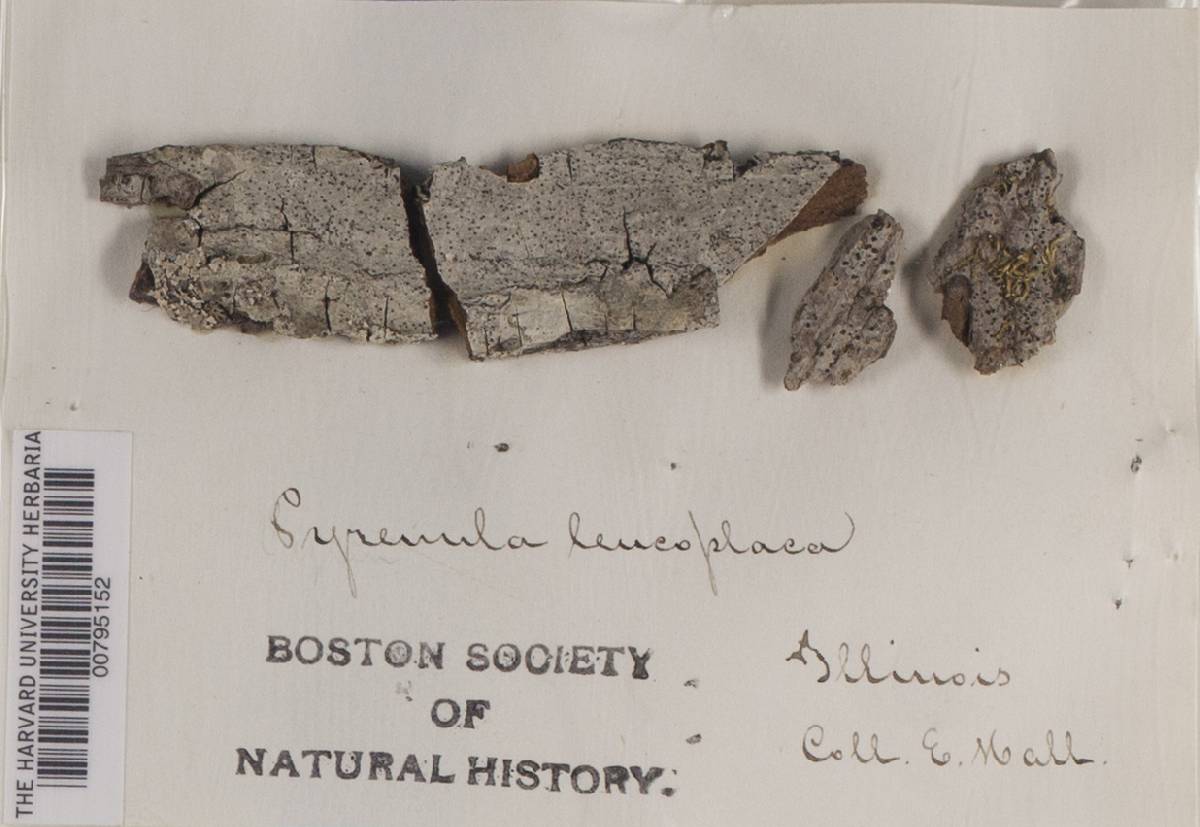 Pyrenula leucoplaca
BOSTON SOCIETY
OF
NATURAL HISTORY.
Illinois
Coll. E. Hall.
THE HARVARD UNIVERSITY HERBARIA
00795152